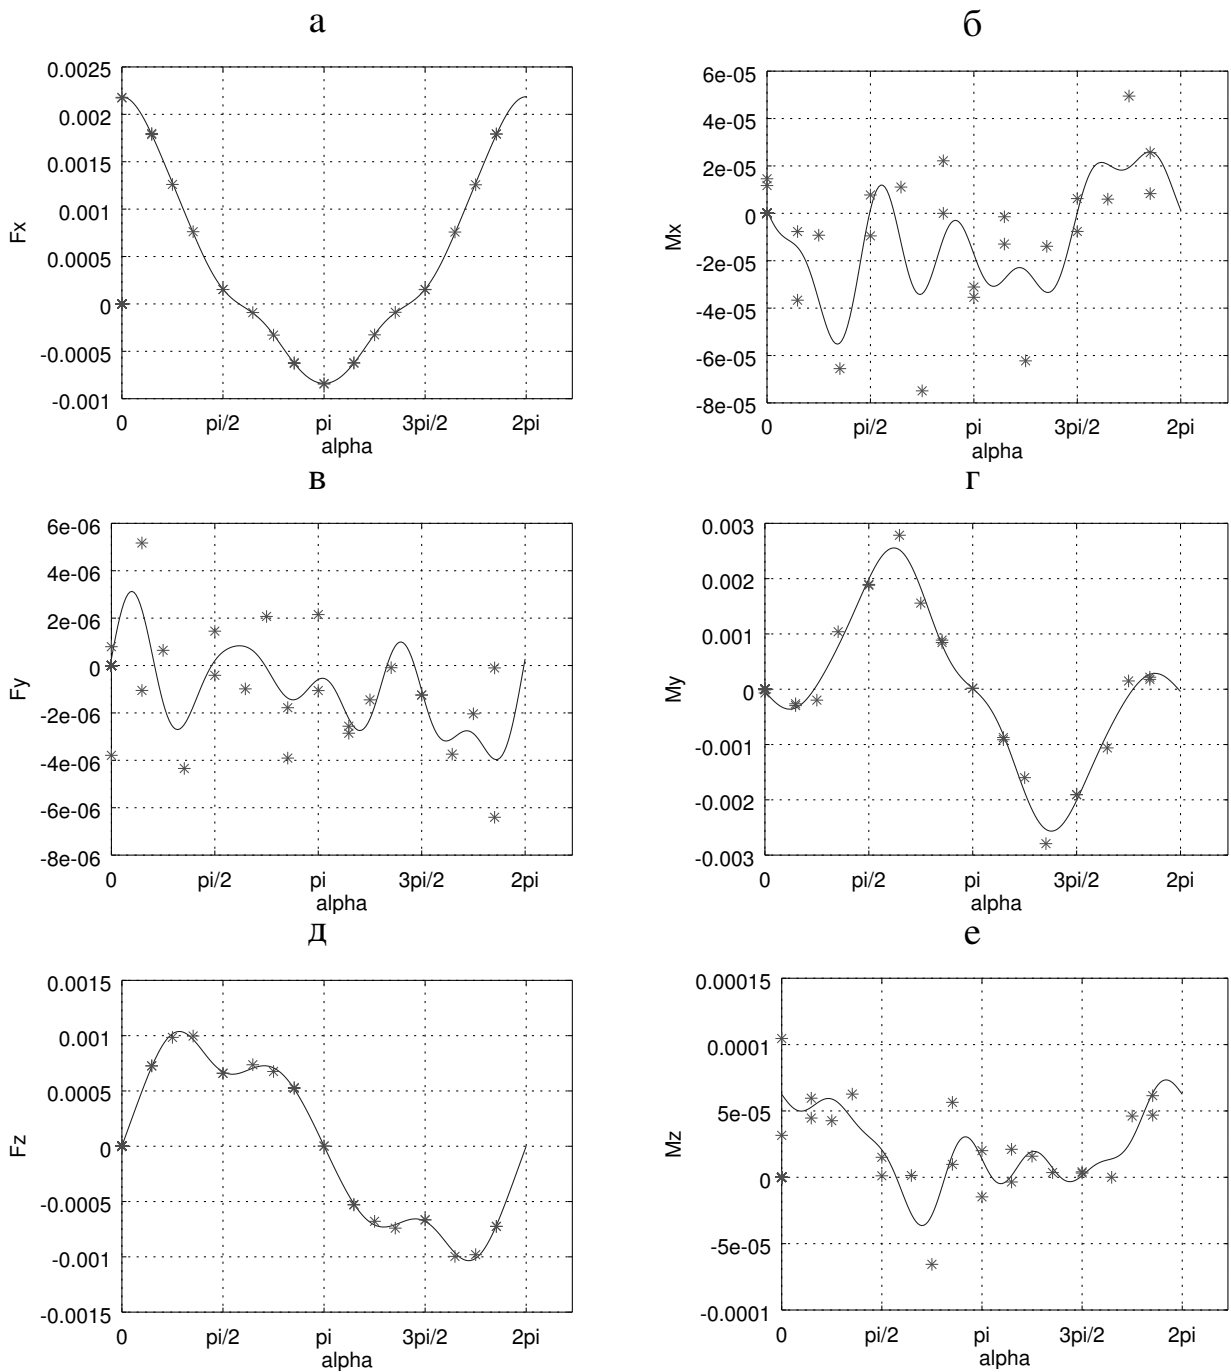 а
0.0025
0.002
0.0015
0.001
0.0005
0
-0.0005
-0.001
Fx
0 pi/2 pi 3pi/2 2pi
alpha
б
6e-05
4e-05
2e-05
0
-2e-05
-4e-05
-6e-05
-8e-05
Mx
0 pi/2 pi 3pi/2 2pi
alpha
в
6e-06
4e-06
2e-06
0
-2e-06
-4e-06
-6e-06
-8e-06
Fy
0 pi/2 pi 3pi/2 2pi
alpha
г
0.003
0.002
0.001
0
-0.001
-0.002
-0.003
My
0 pi/2 pi 3pi/2 2pi
alpha
д
0.0015
0.001
0.0005
0
-0.0005
-0.001
-0.0015
Fz
0 pi/2 pi 3pi/2 2pi
alpha
е
0.00015
0.0001
5e-05
0
-5e-05
-0.0001
Mz
0 pi/2 pi 3pi/2 2pi
alpha